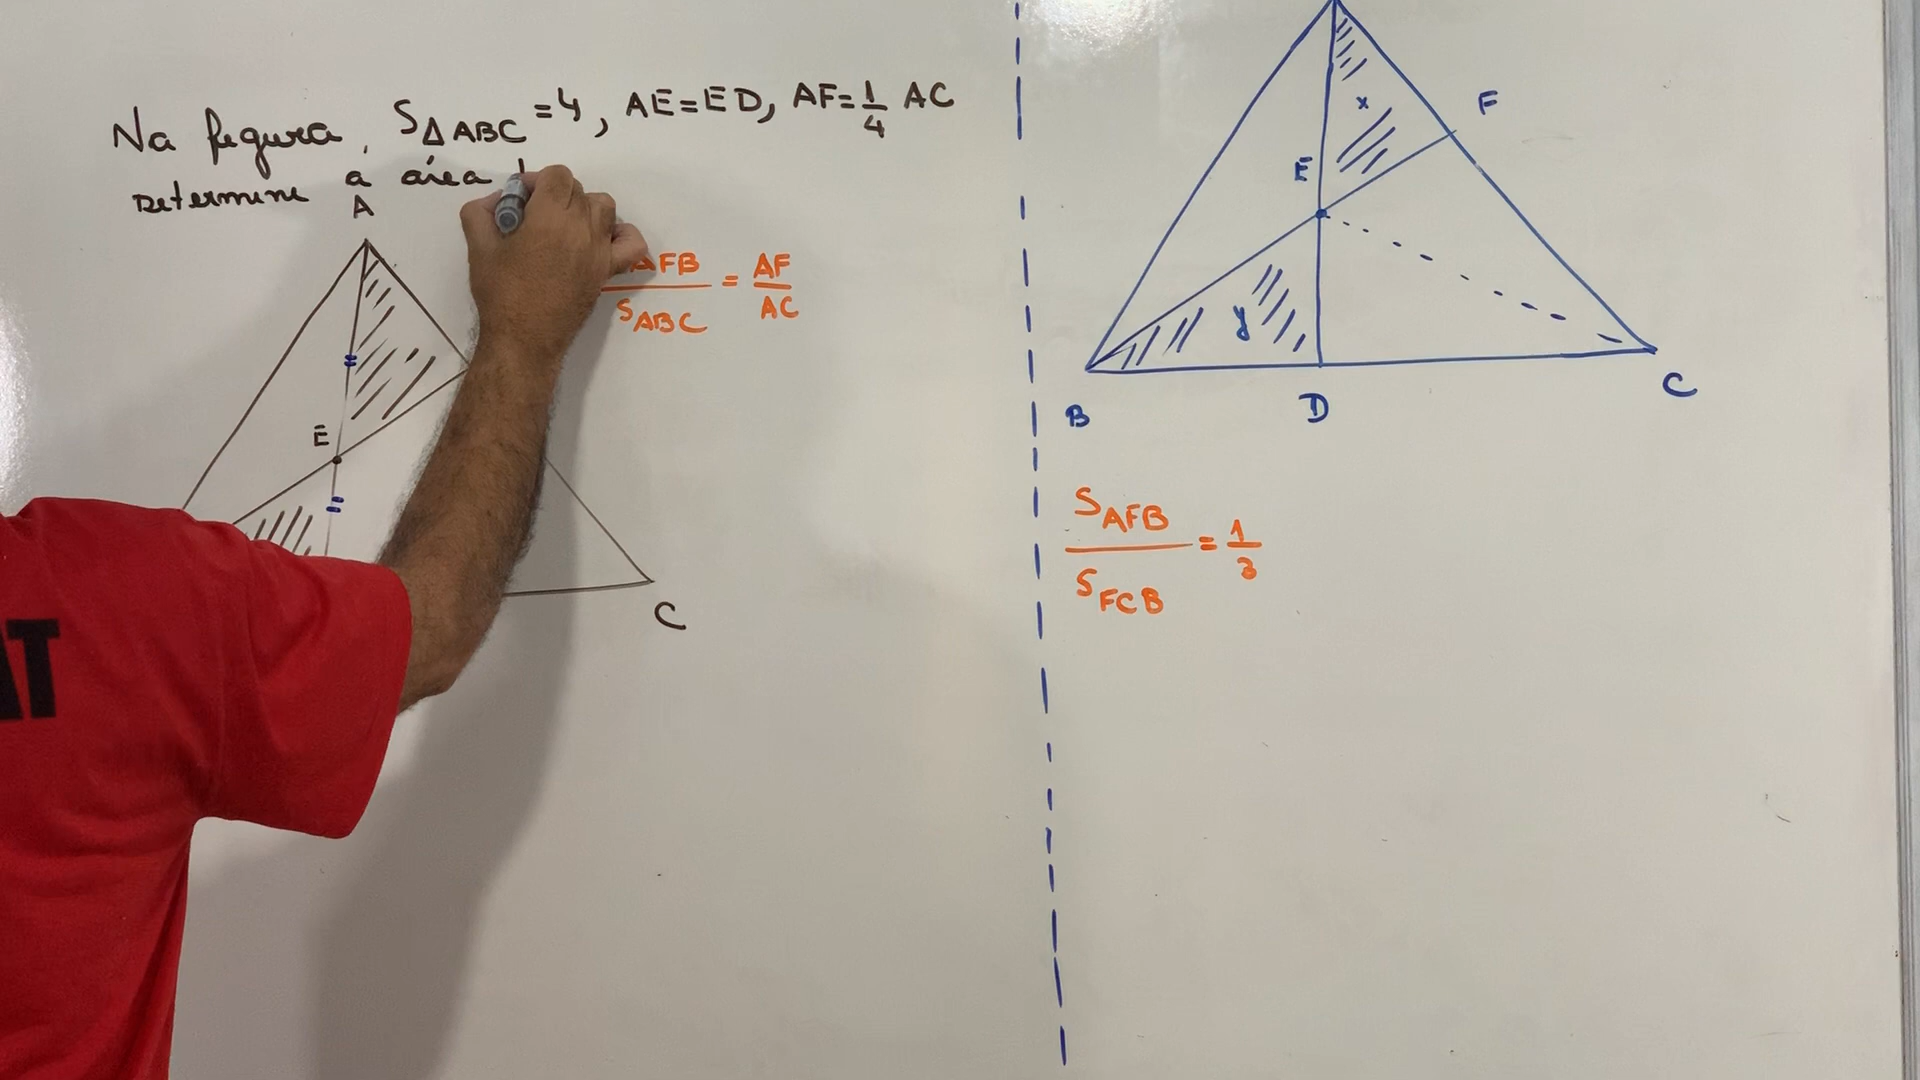 Na figura, S△ABC = 4, AE = ED, AF = 1/4 AC
Determine a área
A
AFB / SABC = AF / AC
E
C
F
x
E
y
B
D
C
SAFB / SFCB = 1/3